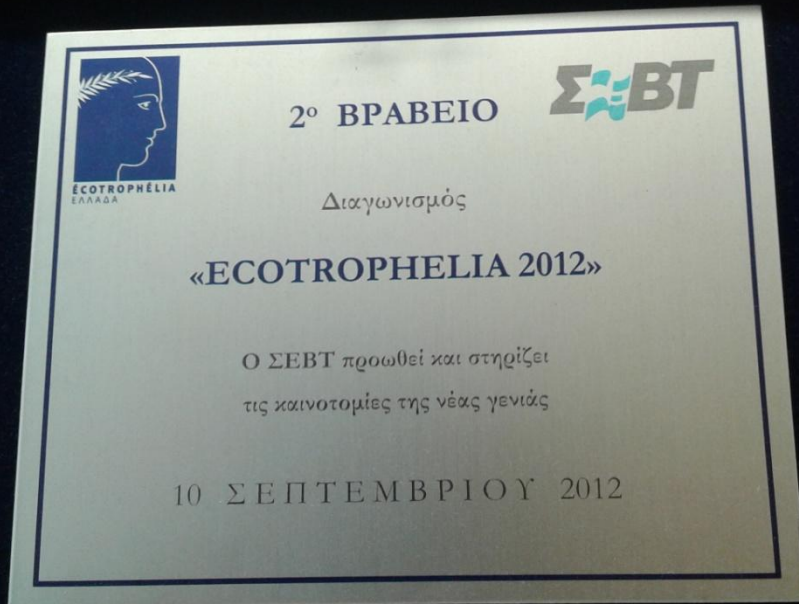 ÉCOTROPHÉLIA
ΕΛΛΑΔΑ
ΣΕΒΤ
2ο ΒΡΑΒΕΙΟ
Διαγωνισμός
«ECOTROPHELIA 2012»
Ο ΣΕΒΤ προωθεί και στηρίζει
τις καινοτομίες της νέας γενιάς
10 ΣΕΠΤΕΜΒΡΙΟΥ 2012